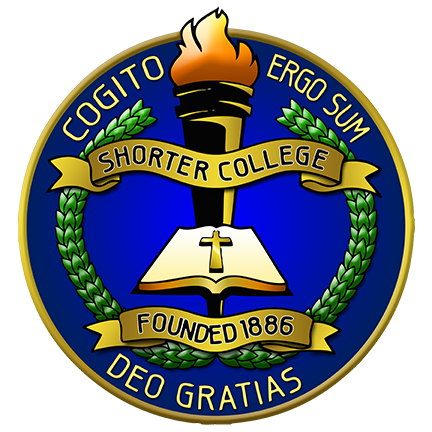 COGITO ERGO SUM
SHORTER COLLEGE
FOUNDED 1886
DEO GRATIAS